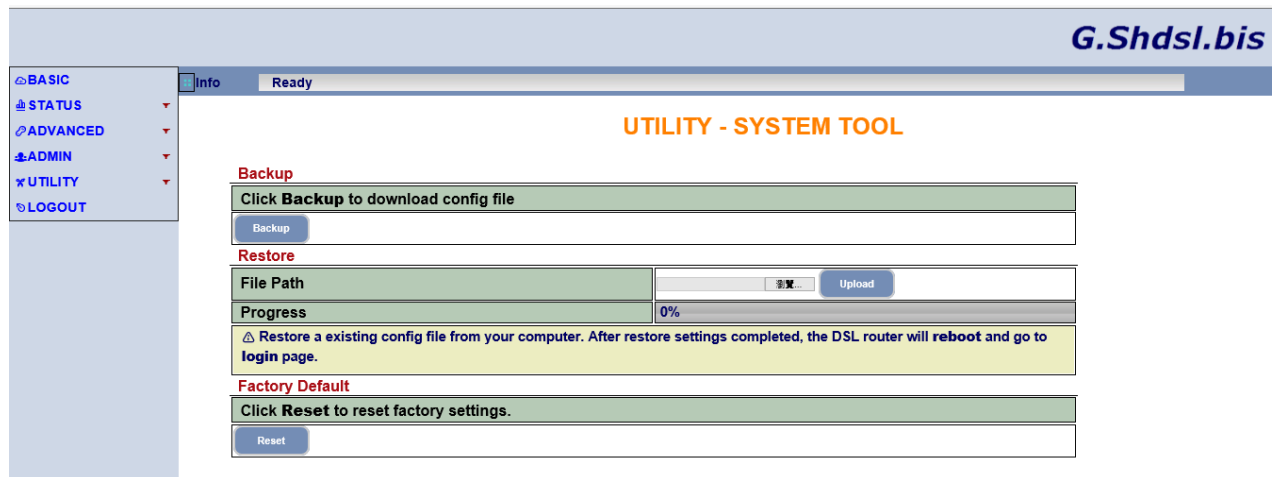 G.Shdsl.bis
BASIC
STATUS
ADVANCED
ADMIN
UTILITY
LOGOUT
Info Ready
UTILITY - SYSTEM TOOL
Backup
Click Backup to download config file
Backup
Restore
File Path Upload
Progress 0%
Restore a existing config file from your computer. After restore settings completed, the DSL router will reboot and go to
login page.
Factory Default
Click Reset to reset factory settings.
Reset